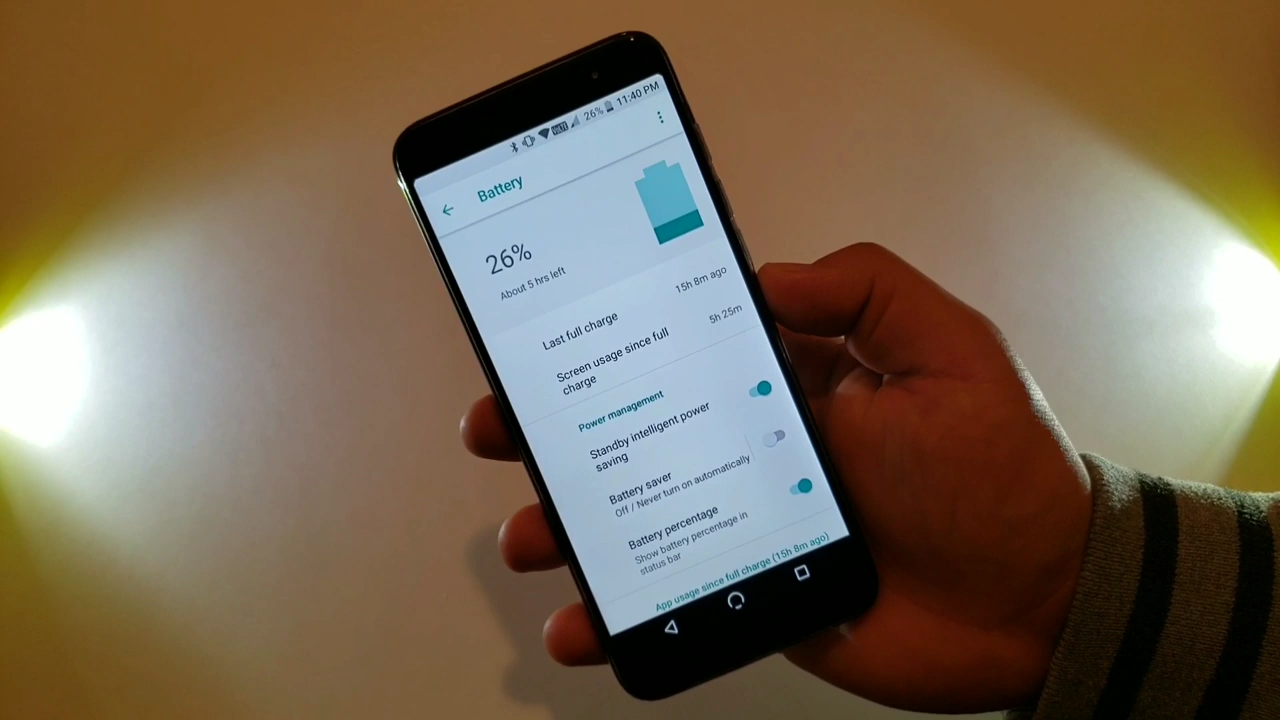 VoLTE 26% 11:40 PM
Battery
26%
About 5 hrs left
Last full charge 15h 8m ago
Screen usage since full 5h 25m
charge
Power management
Standby intelligent power
saving
Battery saver
Off / Never turn on automatically
Battery percentage
Show battery percentage in
status bar
App usage since full charge (15h 8m ago)